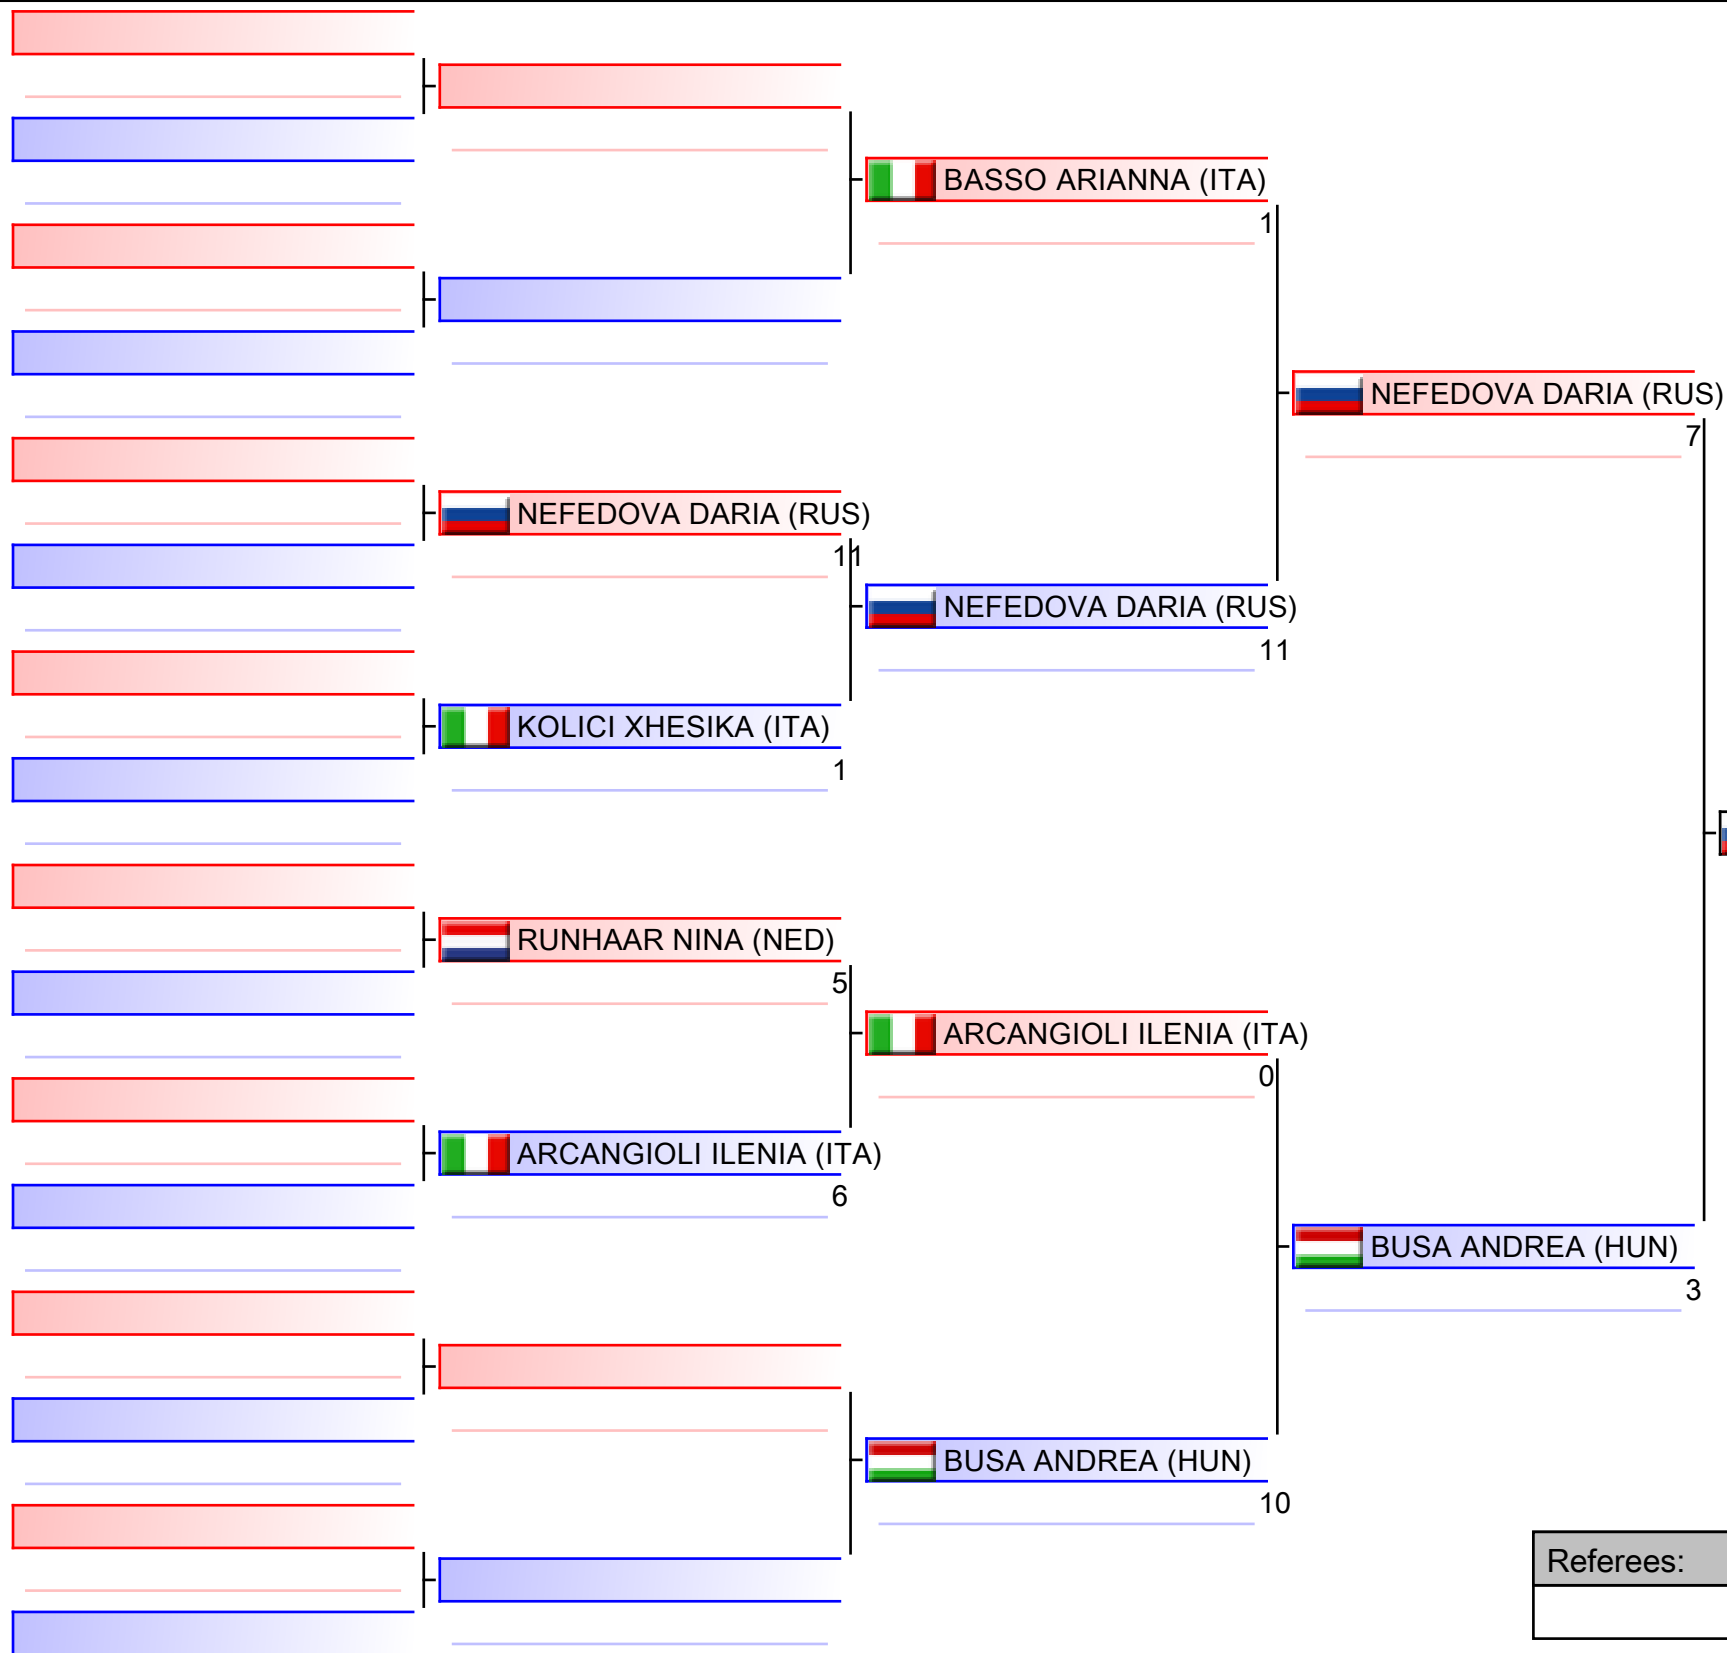 BASSO ARIANNA (ITA)
1
NEFEDOVA DARIA (RUS)
7
NEFEDOVA DARIA (RUS)
11
NEFEDOVA DARIA (RUS)
11
KOLICI XHESIKA (ITA)
1
RUNHAAR NINA (NED)
5
ARCANGIOLI ILENIA (ITA)
0
ARCANGIOLI ILENIA (ITA)
6
BUSA ANDREA (HUN)
3
BUSA ANDREA (HUN)
10
Referees: